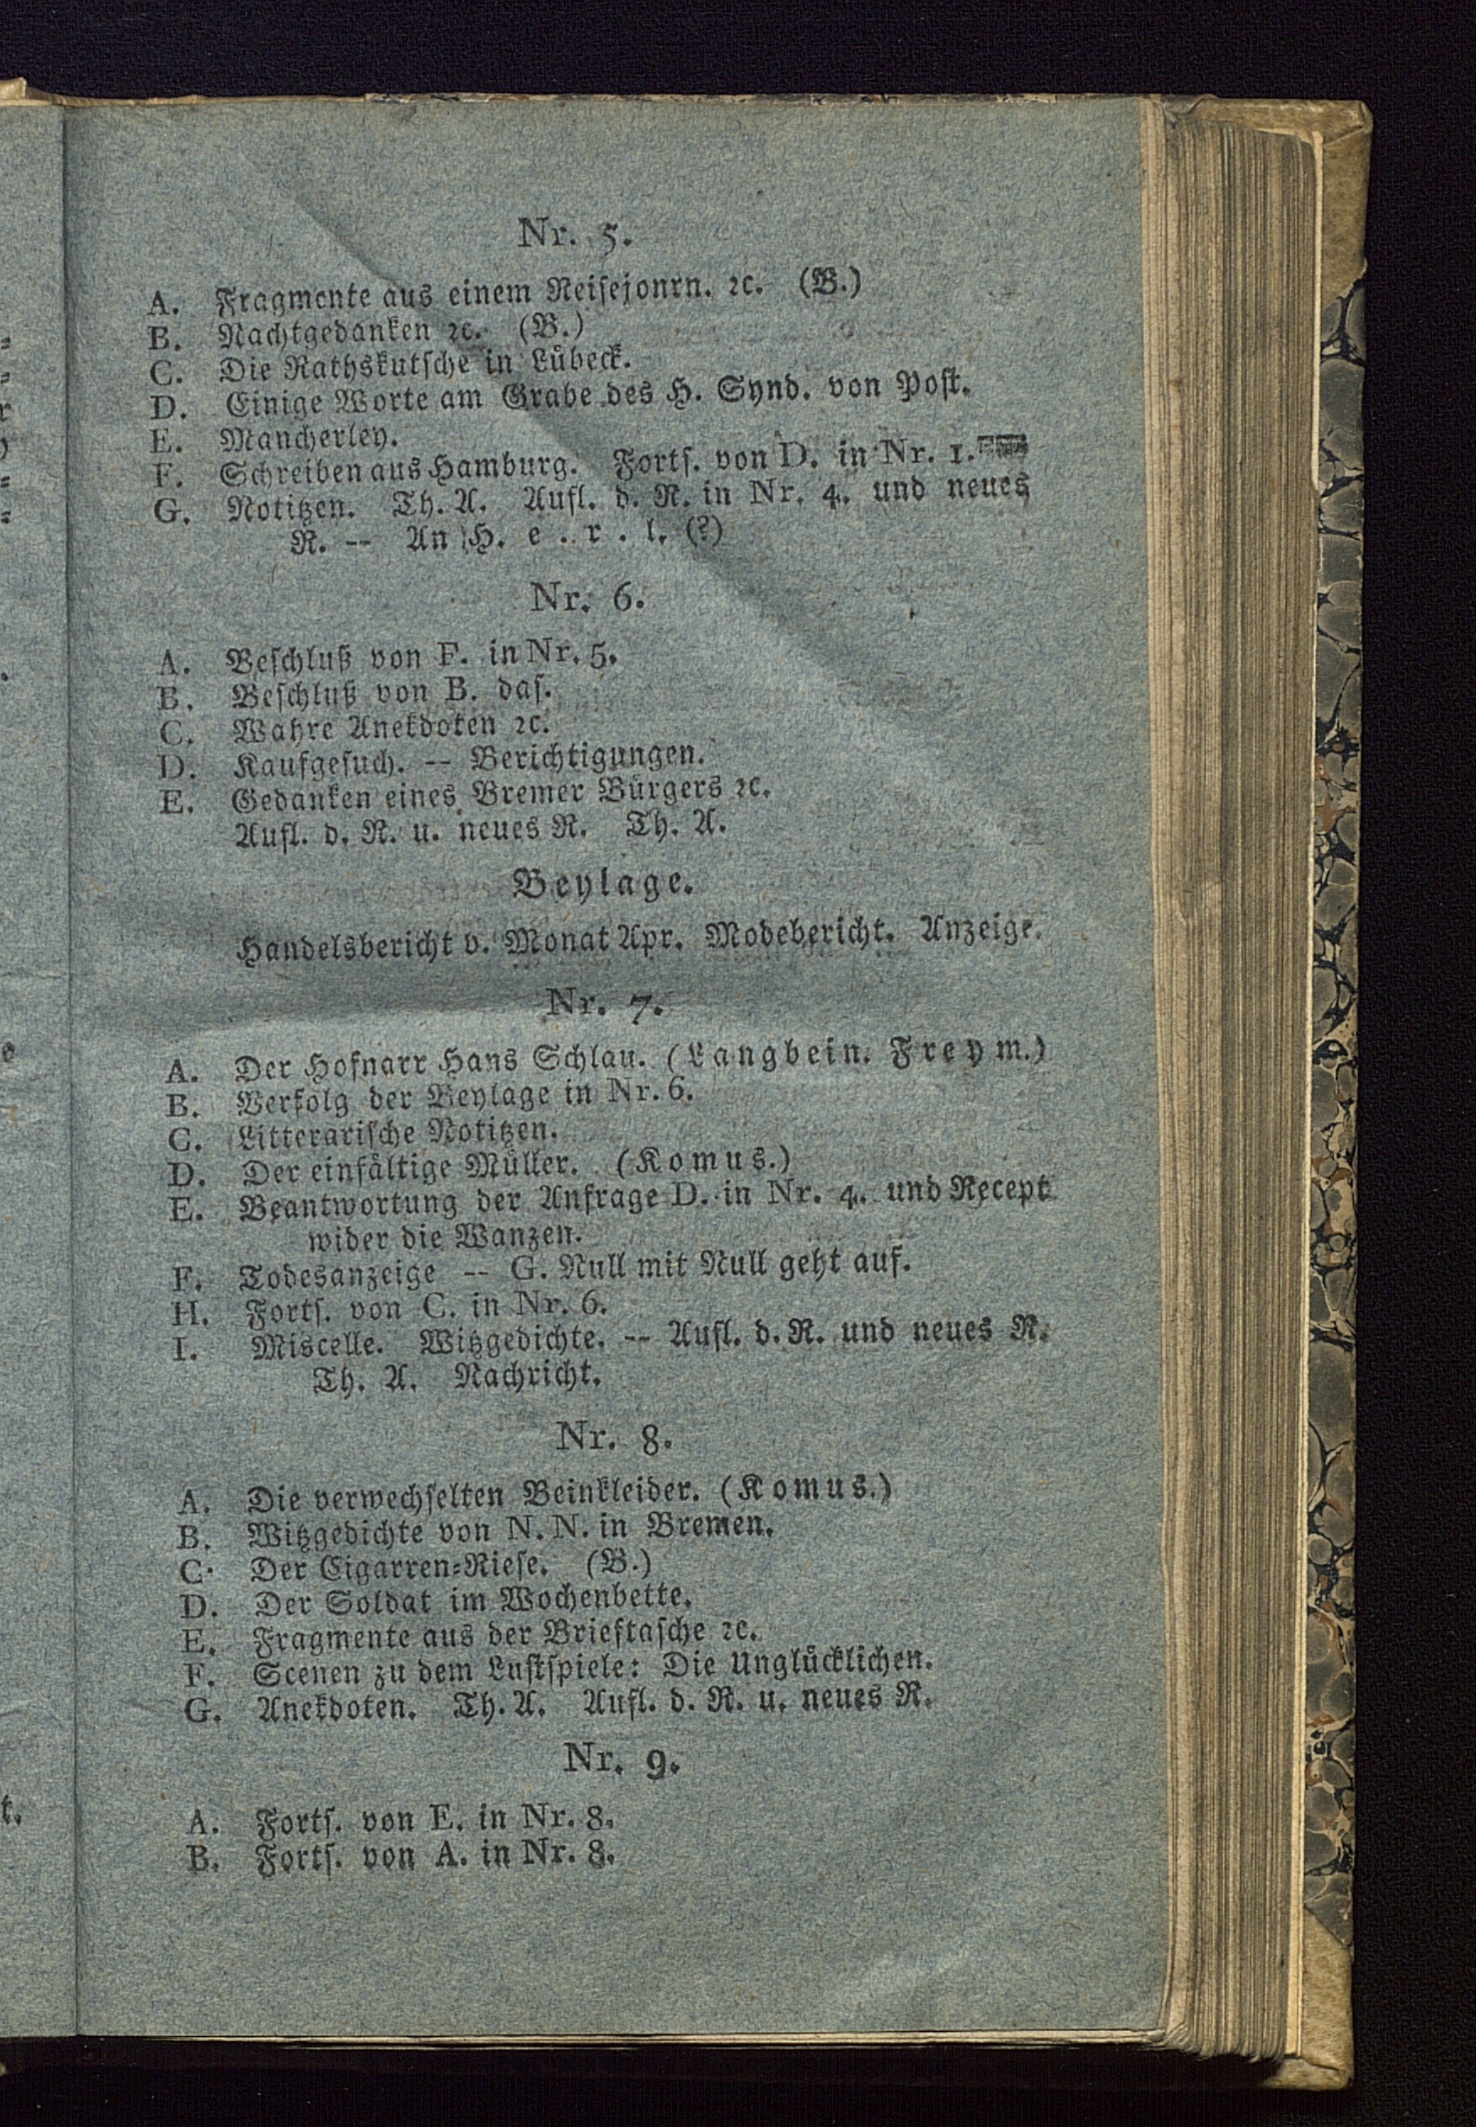 Nr. 5.
A. Fragmente aus einem Reisejonrn. ꝛc. (B.)
B. Nachtgedanken ꝛc. (B.)
C. Die Rathskutsche in Lübeck.
D. Einige Worte am Grabe des H. Synd. von Post.
E. Mancherley.
F. Schreiben aus Hamburg. Forts. von D. in Nr. 1.
G. Notitzen. Th. A. Aufl. d. R. in Nr. 4. und neues
R. -- An H. e . . r . l. (?)
Nr. 6.
A. Beschluß von F. in Nr. 5.
B. Beschluß von B. das.
C. Wahre Anekdoten ꝛc.
D. Kaufgesuch. -- Berichtigungen.
E. Gedanken eines Bremer Bürgers ꝛc.
Aufl. d. R. u. neues R. Th. A.
Beylage.
Handelsbericht v. Monat Apr. Modebericht. Anzeige.
Nr. 7.
A. Der Hofnarr Hans Schlau. (Langbein. Freym.)
B. Verfolg der Beylage in Nr. 6.
C. Litterarische Notitzen.
D. Der einfältige Müller. (Komus.)
E. Beantwortung der Anfrage D. in Nr. 4. und Recept
wider die Wanzen.
F. Todesanzeige -- G. Null mit Null geht auf.
H. Forts. von C. in Nr. 6.
I. Miscelle. Witzgedichte. -- Aufl. d. R. und neues R.
Th. A. Nachricht.
Nr. 8.
A. Die verwechselten Beinkleider. (Komus.)
B. Witzgedichte von N. N. in Bremen.
C. Der Cigarren-Riese. (B.)
D. Der Soldat im Wochenbette.
E. Fragmente aus der Brieftasche ꝛc.
F. Scenen zu dem Lustspiele: Die Unglücklichen.
G. Anekdoten. Th. A. Aufl. d. R. u. neues R.
Nr. 9.
A. Forts. von E. in Nr. 8.
B. Forts. von A. in Nr. 8.